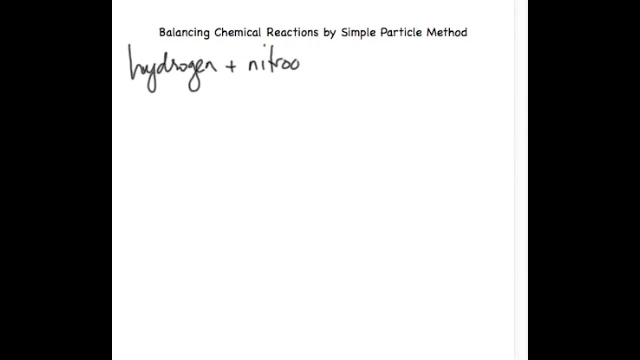 Balancing Chemical Reactions by Simple Particle Method
hydrogen + nitroo